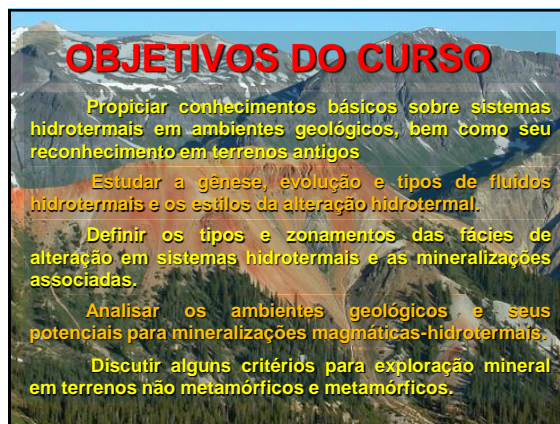 OBJETIVOS DO CURSO
Propiciar conhecimentos básicos sobre sistemas
hidrotermais em ambientes geológicos, bem como seu
reconhecimento em terrenos antigos
Estudar a gênese, evolução e tipos de fluidos
hidrotermais e os estilos da alteração hidrotermal.
Definir os tipos e zonamentos das fácies de
alteração em sistemas hidrotermais e as mineralizações
associadas.
Analisar os ambientes geológicos e seus
potenciais para mineralizações magmáticas-hidrotermais.
Discutir alguns critérios para exploração mineral
em terrenos não metamórficos e metamórficos.